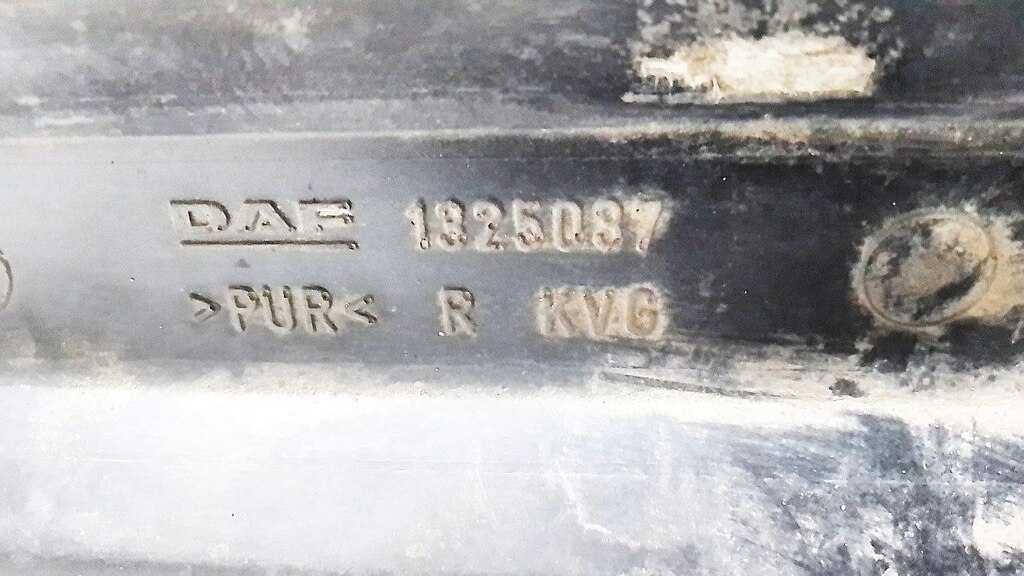 DAF 1325037
>PUR< R KVG